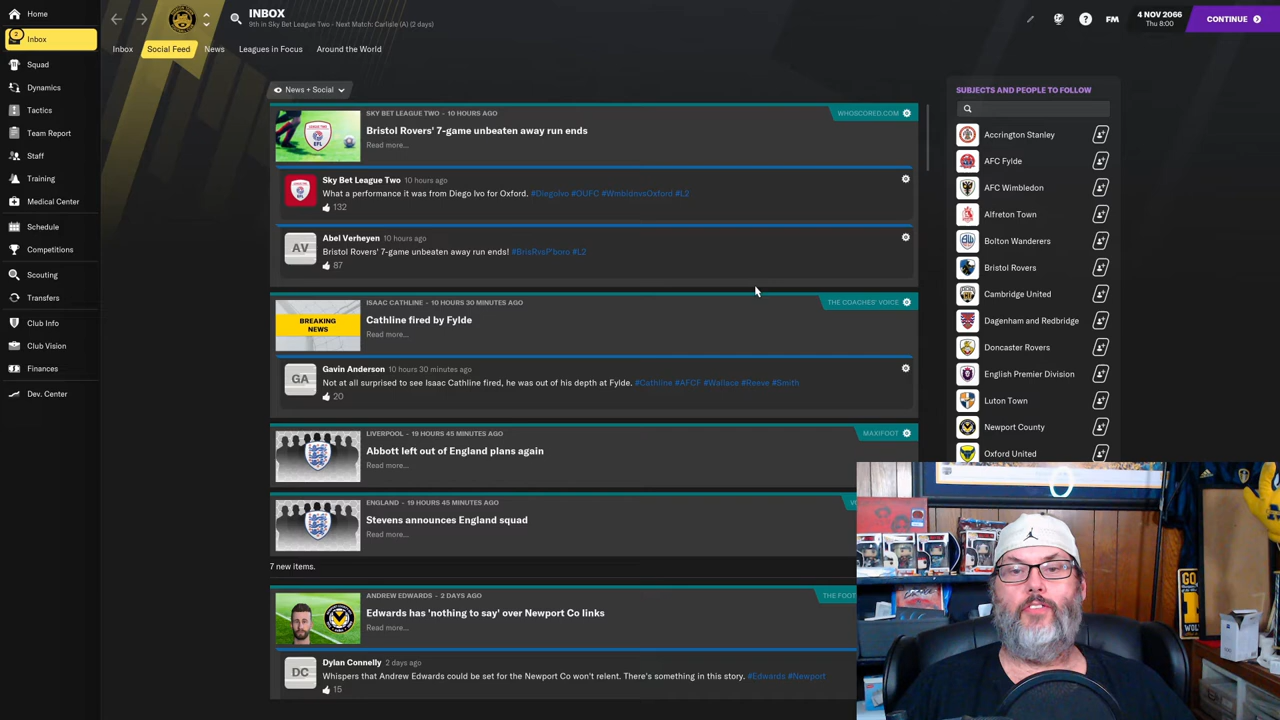 Home
2
Inbox
Squad
Dynamics
Tactics
Team Report
Staff
Training
Medical Center
Schedule
Competitions
Scouting
Transfers
Club Info
Club Vision
Finances
Dev. Center
INBOX
9th in Sky Bet League Two - Next Match: Carlisle (A) (2 days)
FM
4 NOV 2066
Thu 8:00
CONTINUE
Inbox
Social Feed
News
Leagues in Focus
Around the World
News + Social
SKY BET LEAGUE TWO - 10 HOURS AGO
WHOSCORED.COM
Bristol Rovers' 7-game unbeaten away run ends
Read more...
Sky Bet League Two 10 hours ago
What a performance it was from Diego Ivo for Oxford. #DiegoIvo #OUFC #WmbldnvsOxford #L2
132
AV
Abel Verheyen 10 hours ago
Bristol Rovers' 7-game unbeaten away run ends! #BrisRvsP'boro #L2
87
BREAKING
NEWS
ISAAC CATHLINE - 10 HOURS 30 MINUTES AGO
THE COACHES' VOICE
Cathline fired by Fylde
Read more...
GA
Gavin Anderson 10 hours 30 minutes ago
Not at all surprised to see Isaac Cathline fired, he was out of his depth at Fylde. #Cathline #AFCF #Wallace #Reeve #Smith
20
LIVERPOOL - 19 HOURS 45 MINUTES AGO
MAXIFOOT
Abbott left out of England plans again
Read more...
ENGLAND - 19 HOURS 45 MINUTES AGO
Stevens announces England squad
Read more...
7 new items.
ANDREW EDWARDS - 2 DAYS AGO
THE FOOT
Edwards has 'nothing to say' over Newport Co links
Read more...
DC
Dylan Connelly 2 days ago
Whispers that Andrew Edwards could be set for the Newport Co won't relent. There's something in this story. #Edwards #Newport
15
SUBJECTS AND PEOPLE TO FOLLOW
Accrington Stanley
AFC Fylde
AFC Wimbledon
Alfreton Town
Bolton Wanderers
Bristol Rovers
Cambridge United
Dagenham and Redbridge
Doncaster Rovers
English Premier Division
Luton Town
Newport County
Oxford United